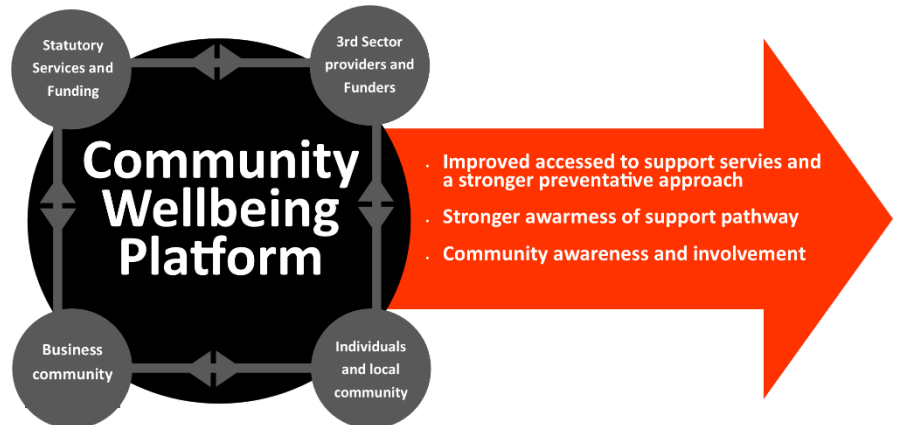 Statutory
Services and
Funding
3rd Sector
providers and
Funders
Community
Wellbeing
Platform
. Improved accessed to support servies and
a stronger preventative approach
. Stronger awarmess of support pathway
. Community awareness and involvement
Business
community
Individuals
and local
community